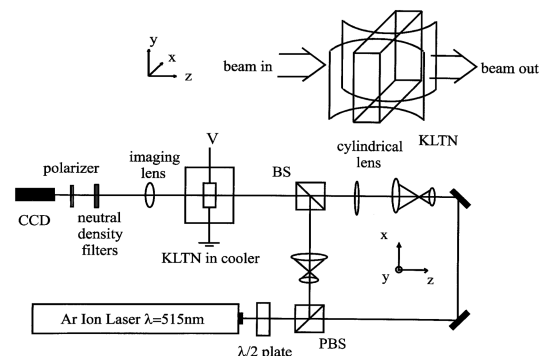 y
x
z
beam in
beam out
KLTN
V
polarizer
imaging
lens
BS
cylindrical
lens
CCD
neutral
density
filters
KLTN in cooler
x
y
z
Ar Ion Laser λ=515nm
λ/2 plate
PBS